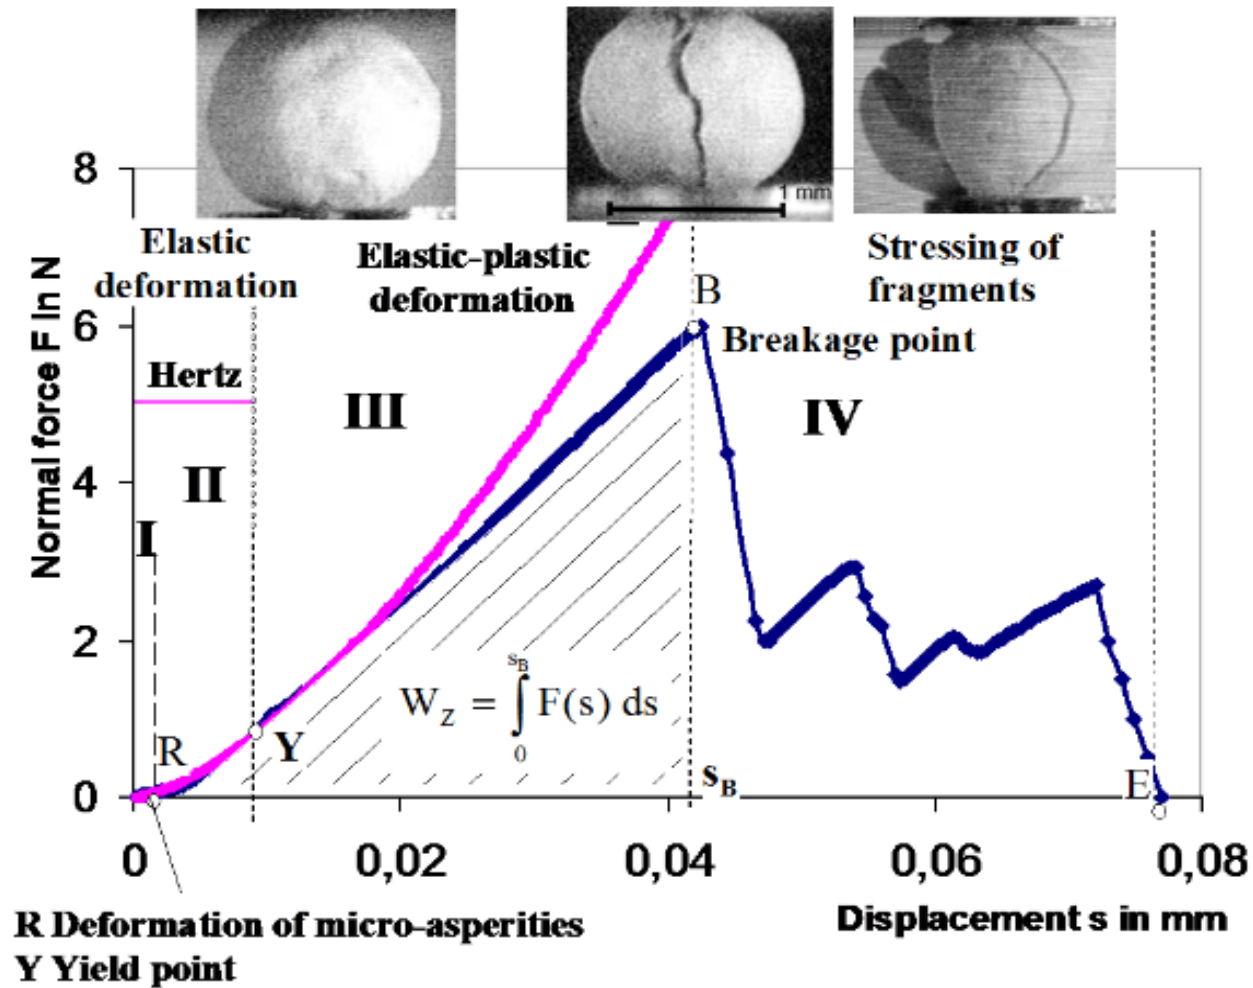 1 mm
8
Elastic
deformation
Elastic-plastic
deformation
Stressing of
fragments
B
6
Breakage point
Hertz
III
IV
II
4
I
2
W_Z = ∫ F(s) ds
s_B
0
R
Y
s_B
E
0
0
0,02
0,04
0,06
0,08
Normal force F in N
Displacement s in mm
R Deformation of micro-asperities
Y Yield point